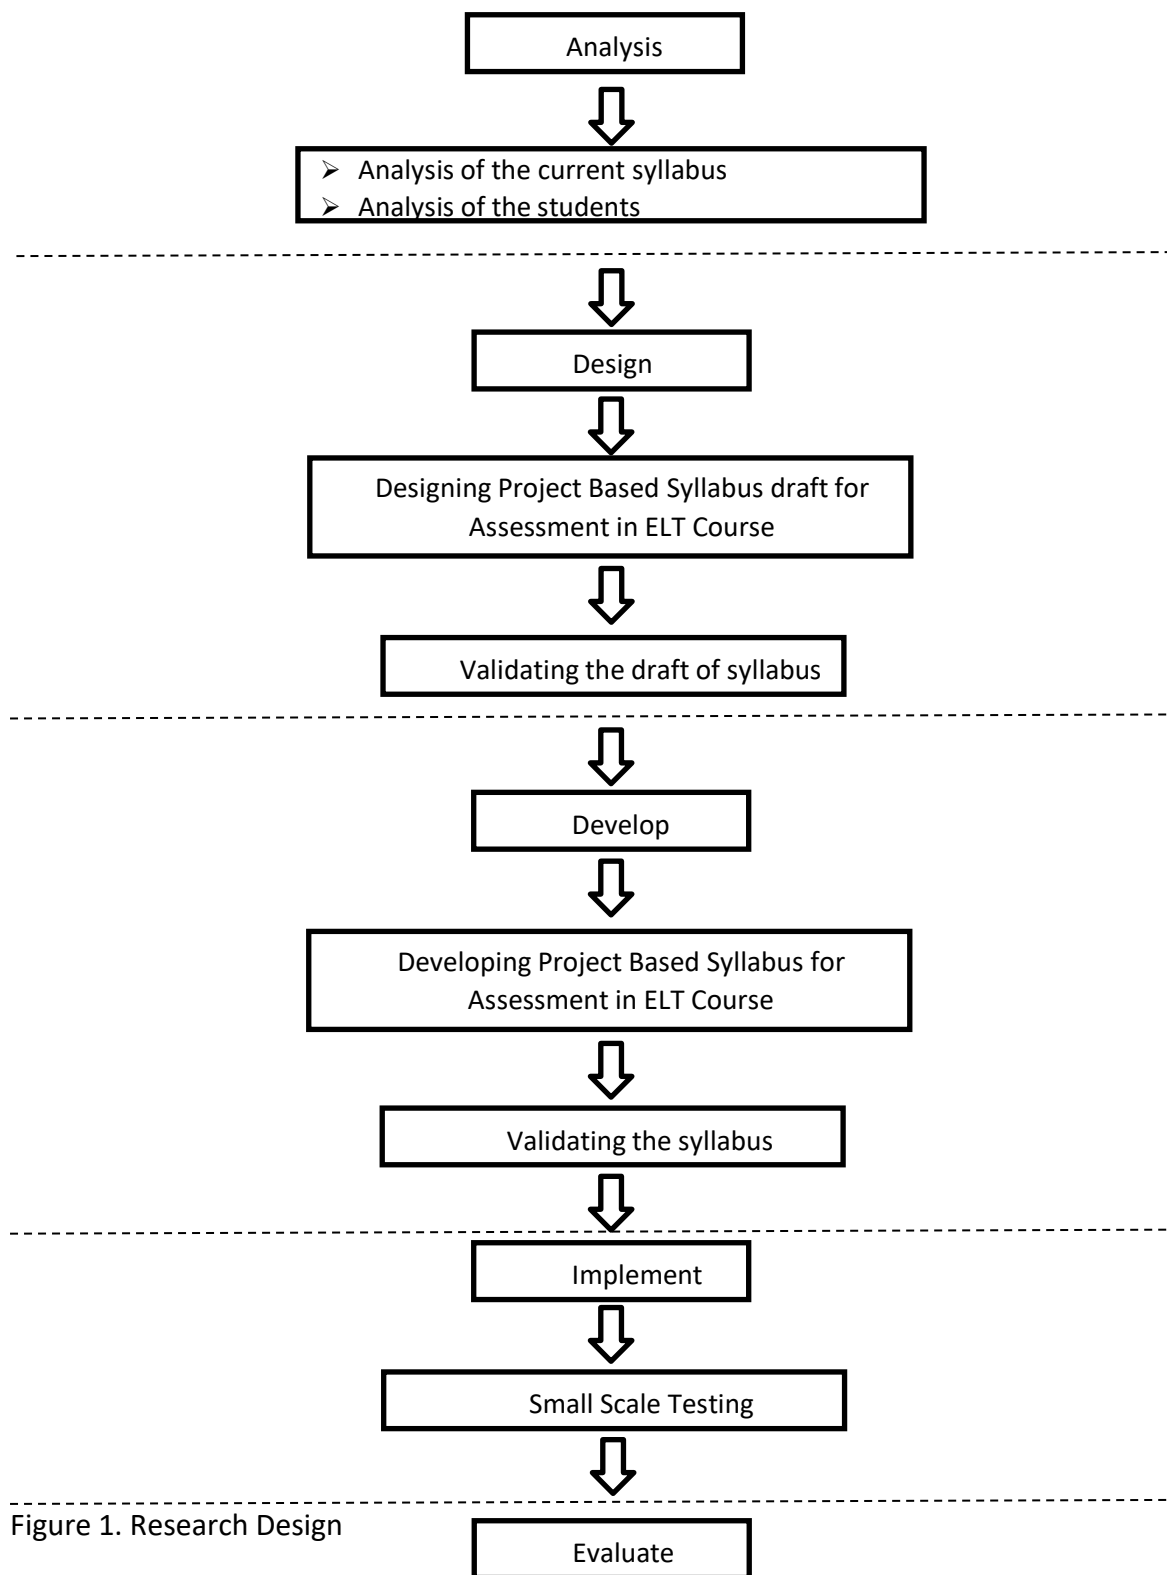 Analysis
➢ Analysis of the current syllabus
➢ Analysis of the students
Design
Designing Project Based Syllabus draft for
Assessment in ELT Course
Validating the draft of syllabus
Develop
Developing Project Based Syllabus for
Assessment in ELT Course
Validating the syllabus
Implement
Small Scale Testing
Figure 1. Research Design
Evaluate